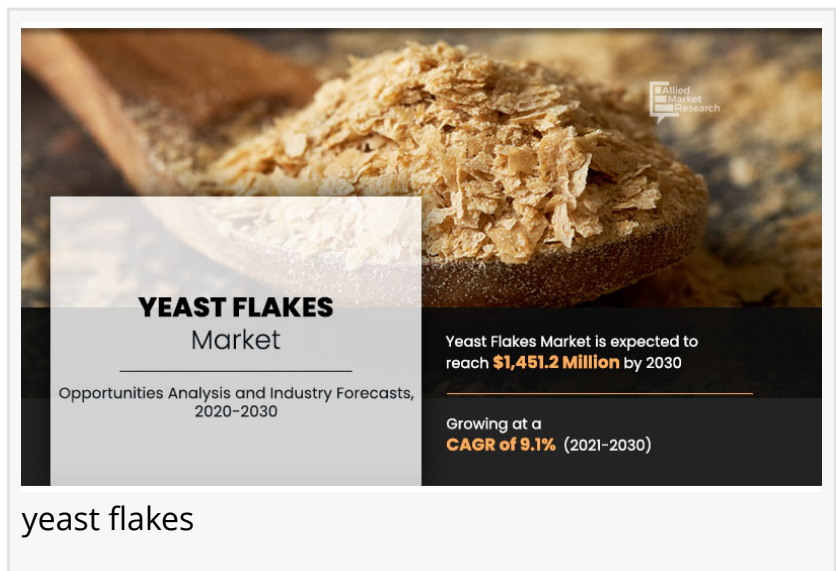 Allied
Market
Research
YEAST FLAKES
Market
Opportunities Analysis and Industry Forecasts,
2020-2030
Yeast Flakes Market is expected to
reach $1,451.2 Million by 2030
Growing at a
CAGR of 9.1% (2021-2030)
yeast flakes